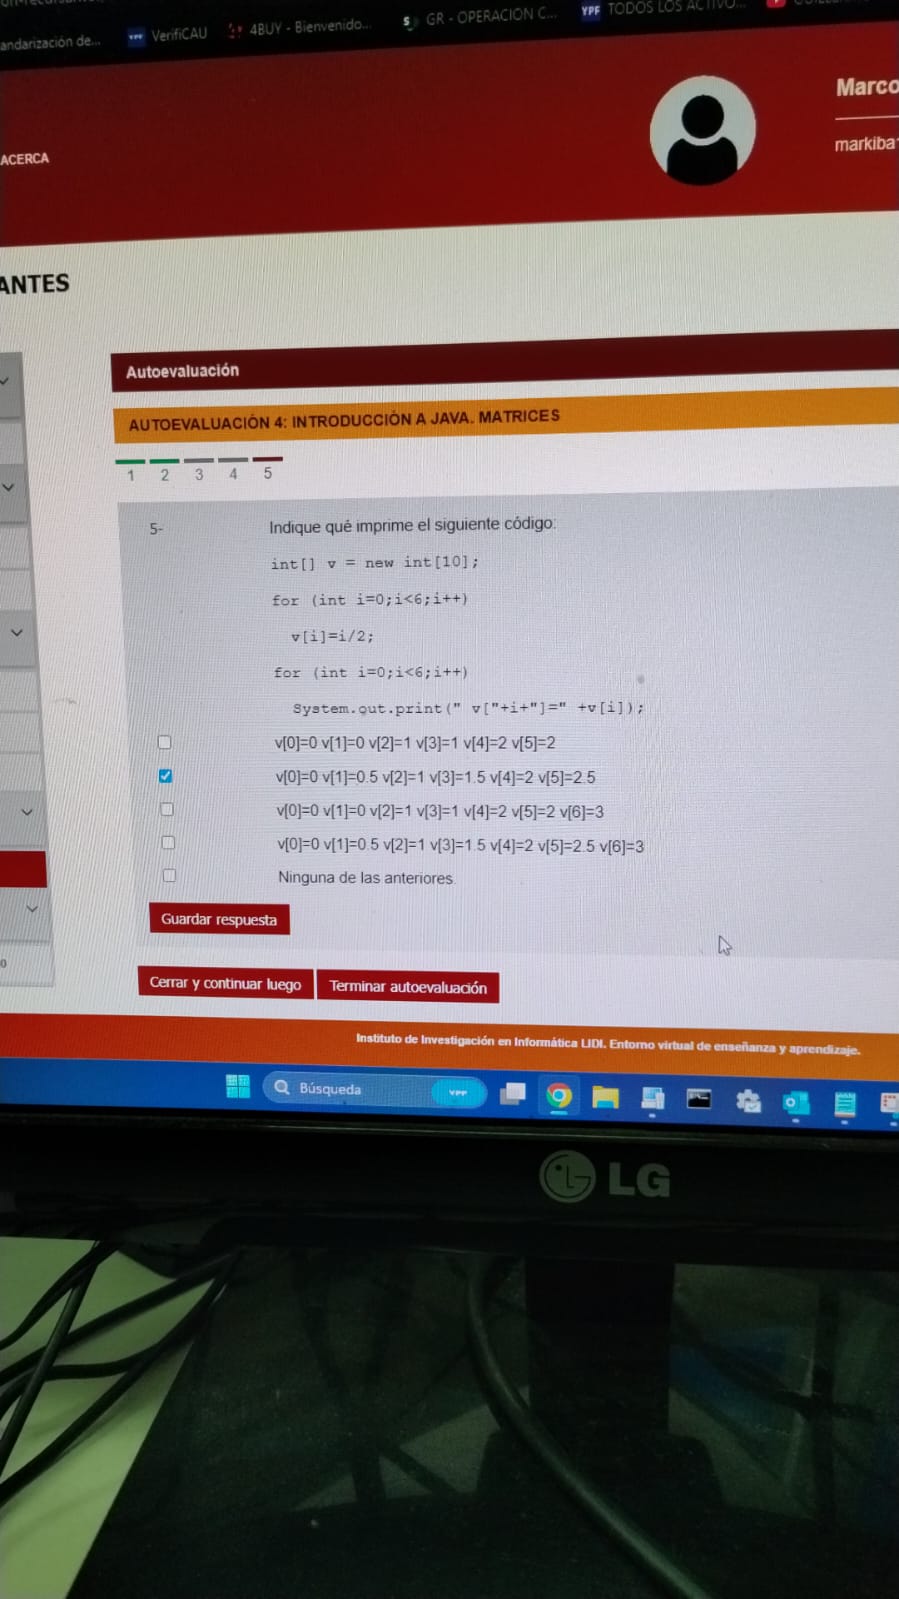 andarización de...
VerifiCAU
4BUY - Bienvenido...
GR - OPERACION C...
YPF TODOS LOS ACTIVO...
ACERCA
Marco
markiba
ANTES
Autoevaluación
AUTOEVALUACIÓN 4: INTRODUCCIÓN A JAVA. MATRICES
1 2 3 4 5
5- Indique qué imprime el siguiente código:
int[] v = new int[10];
for (int i=0;i<6;i++)
v[i]=i/2;
for (int i=0;i<6;i++)
System.out.print(" v["+i+"]=" +v[i]);
v[0]=0 v[1]=0 v[2]=1 v[3]=1 v[4]=2 v[5]=2
v[0]=0 v[1]=0.5 v[2]=1 v[3]=1.5 v[4]=2 v[5]=2.5
v[0]=0 v[1]=0 v[2]=1 v[3]=1 v[4]=2 v[5]=2 v[6]=3
v[0]=0 v[1]=0.5 v[2]=1 v[3]=1.5 v[4]=2 v[5]=2.5 v[6]=3
Ninguna de las anteriores.
Guardar respuesta
Cerrar y continuar luego Terminar autoevaluación
Instituto de Investigación en Informática LIDI. Entorno virtual de enseñanza y aprendizaje.
Búsqueda
YPF
LG